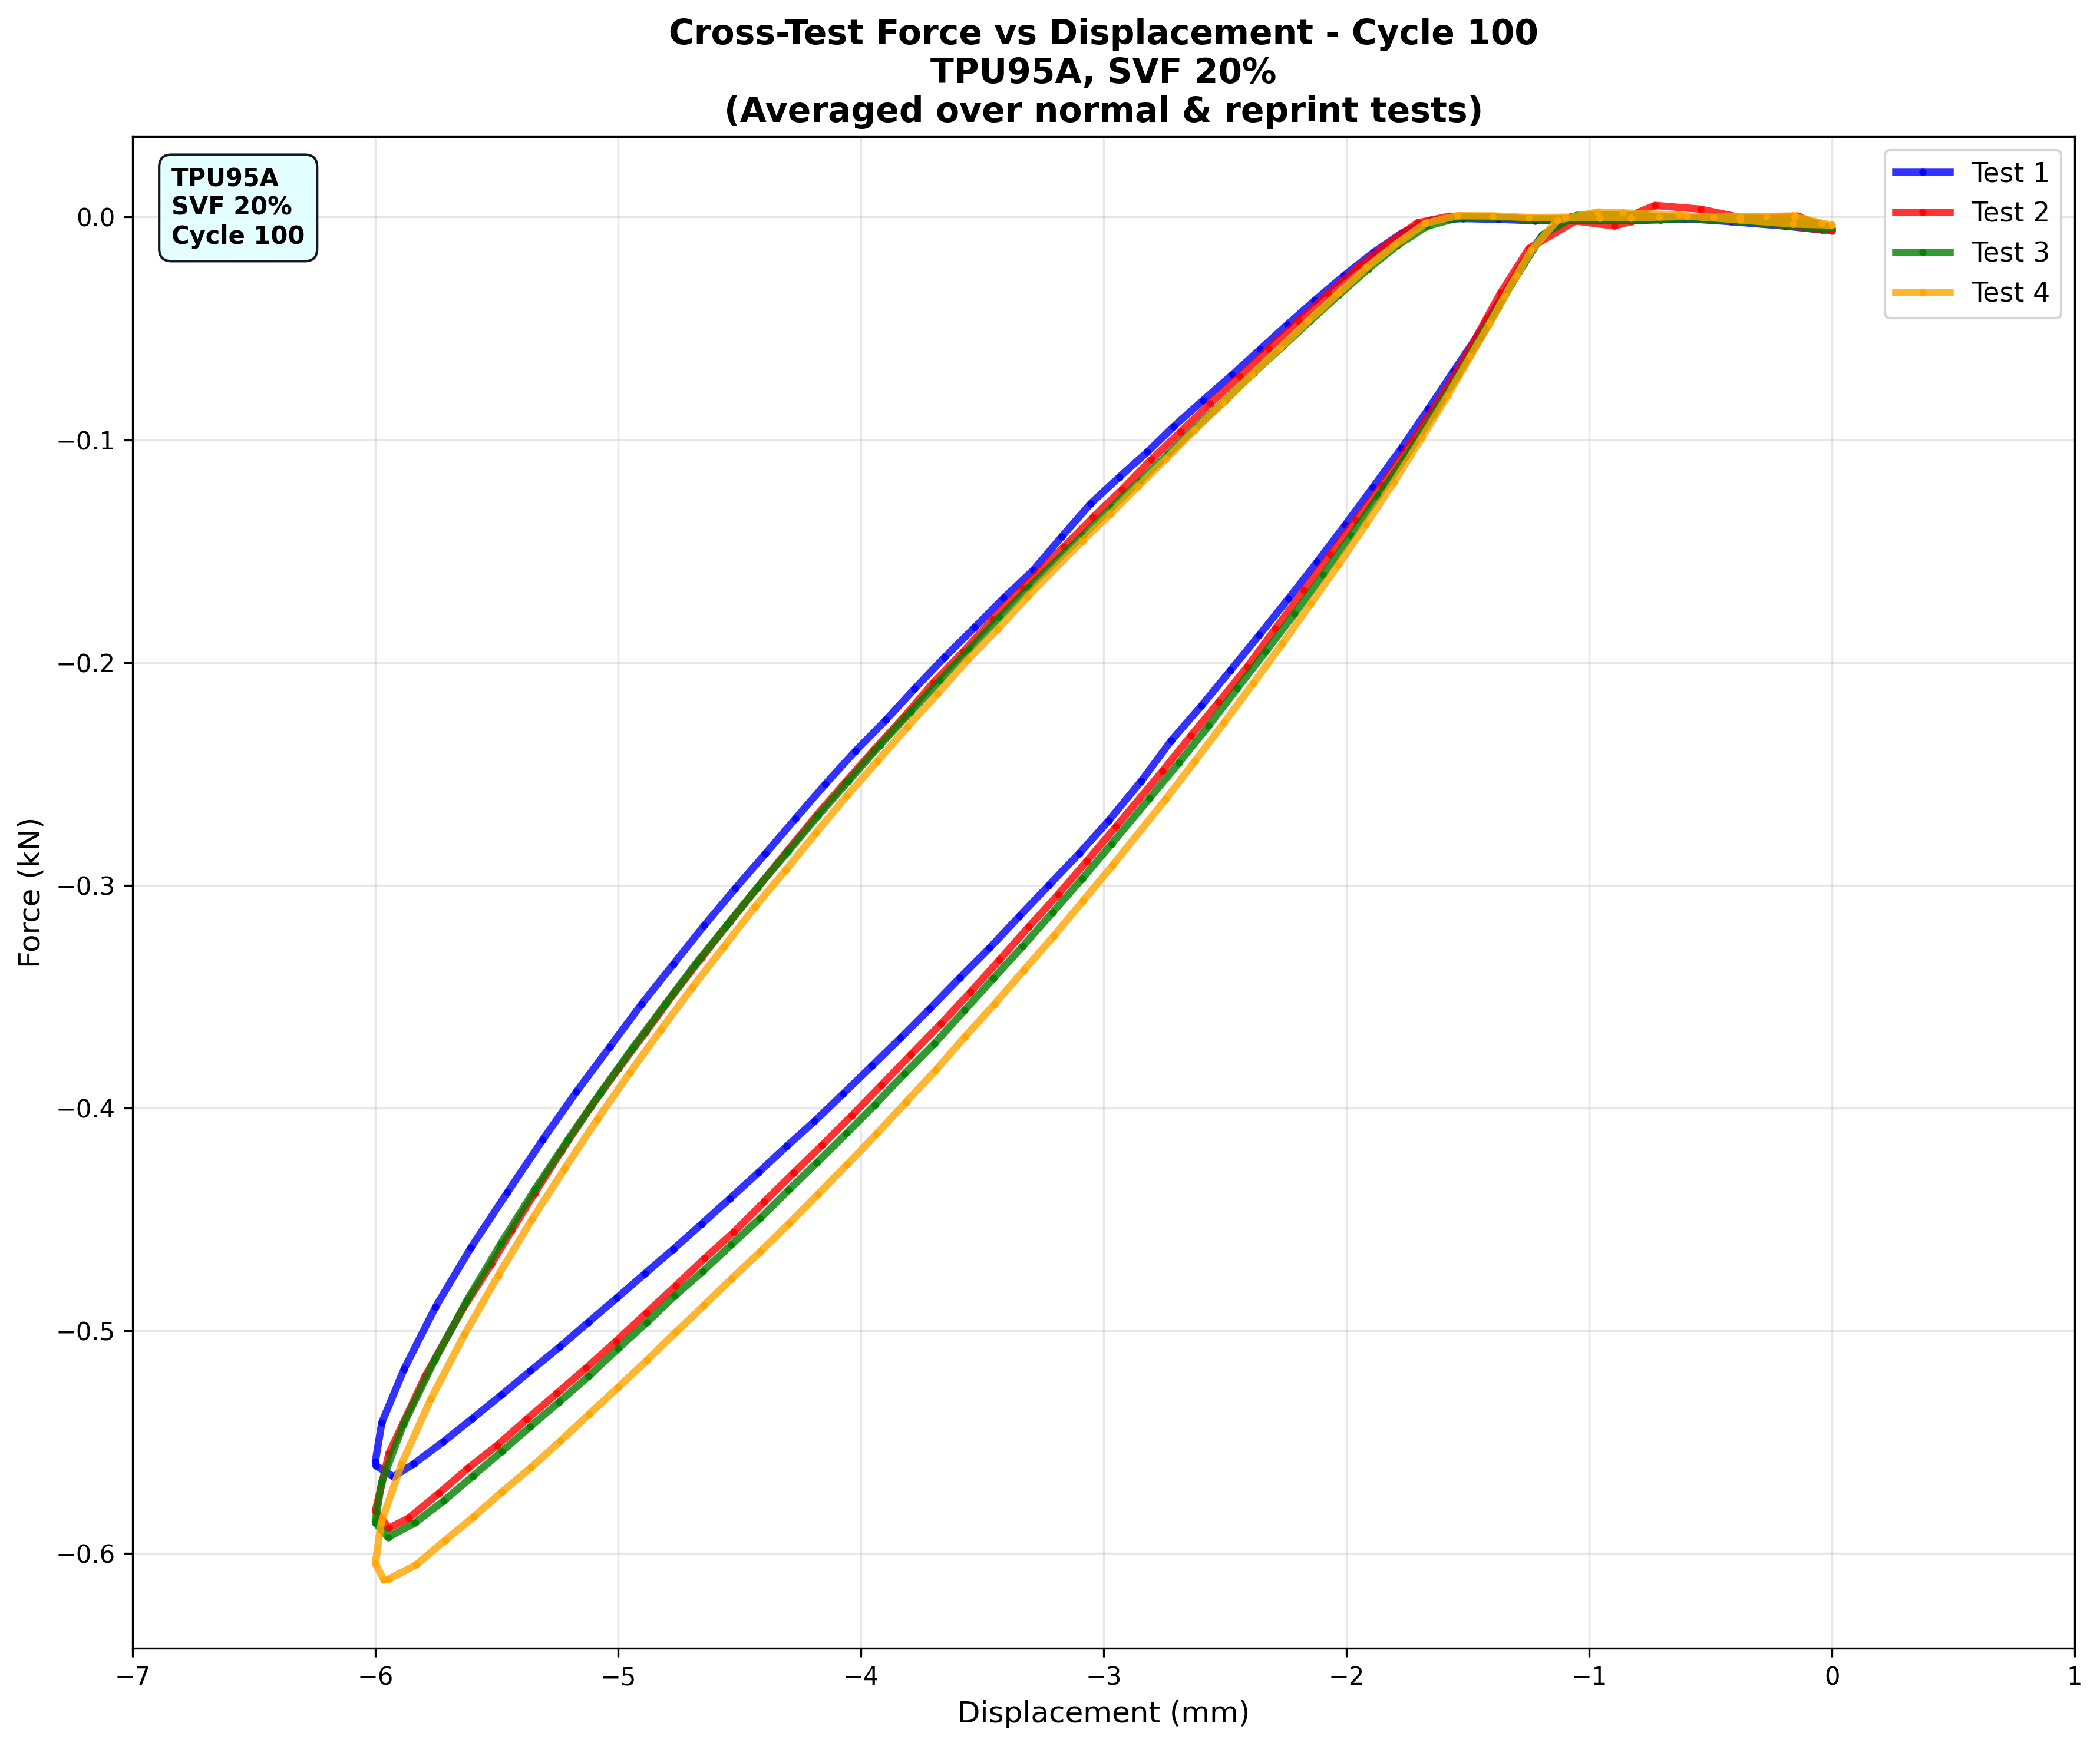 Cross-Test Force vs Displacement - Cycle 100
TPU95A, SVF 20%
(Averaged over normal & reprint tests)
TPU95A
SVF 20%
Cycle 100
Test 1
Test 2
Test 3
Test 4
Force (kN)
0.0
−0.1
−0.2
−0.3
−0.4
−0.5
−0.6
−7
−6
−5
−4
−3
−2
−1
0
1
Displacement (mm)